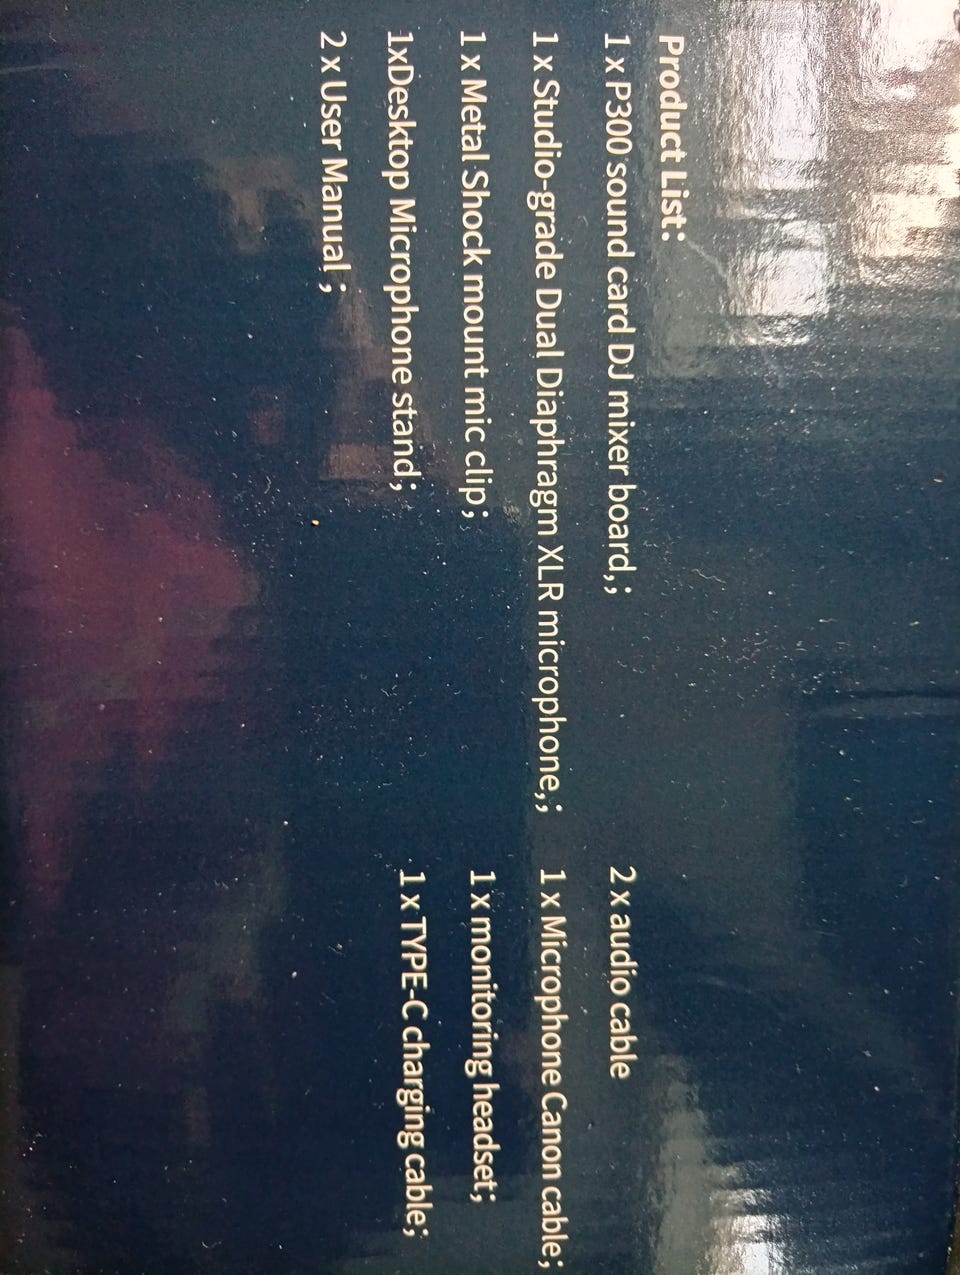 Product List:
1 x P300 sound card DJ mixer board,;
1 x Studio-grade Dual Diaphragm XLR microphone,;
1 x Metal Shock mount mic clip;
1xDesktop Microphone stand;
2 x User Manual ;
2 x audio cable
1 x Microphone Canon cable;
1 x monitoring headset;
1 x TYPE-C charging cable;